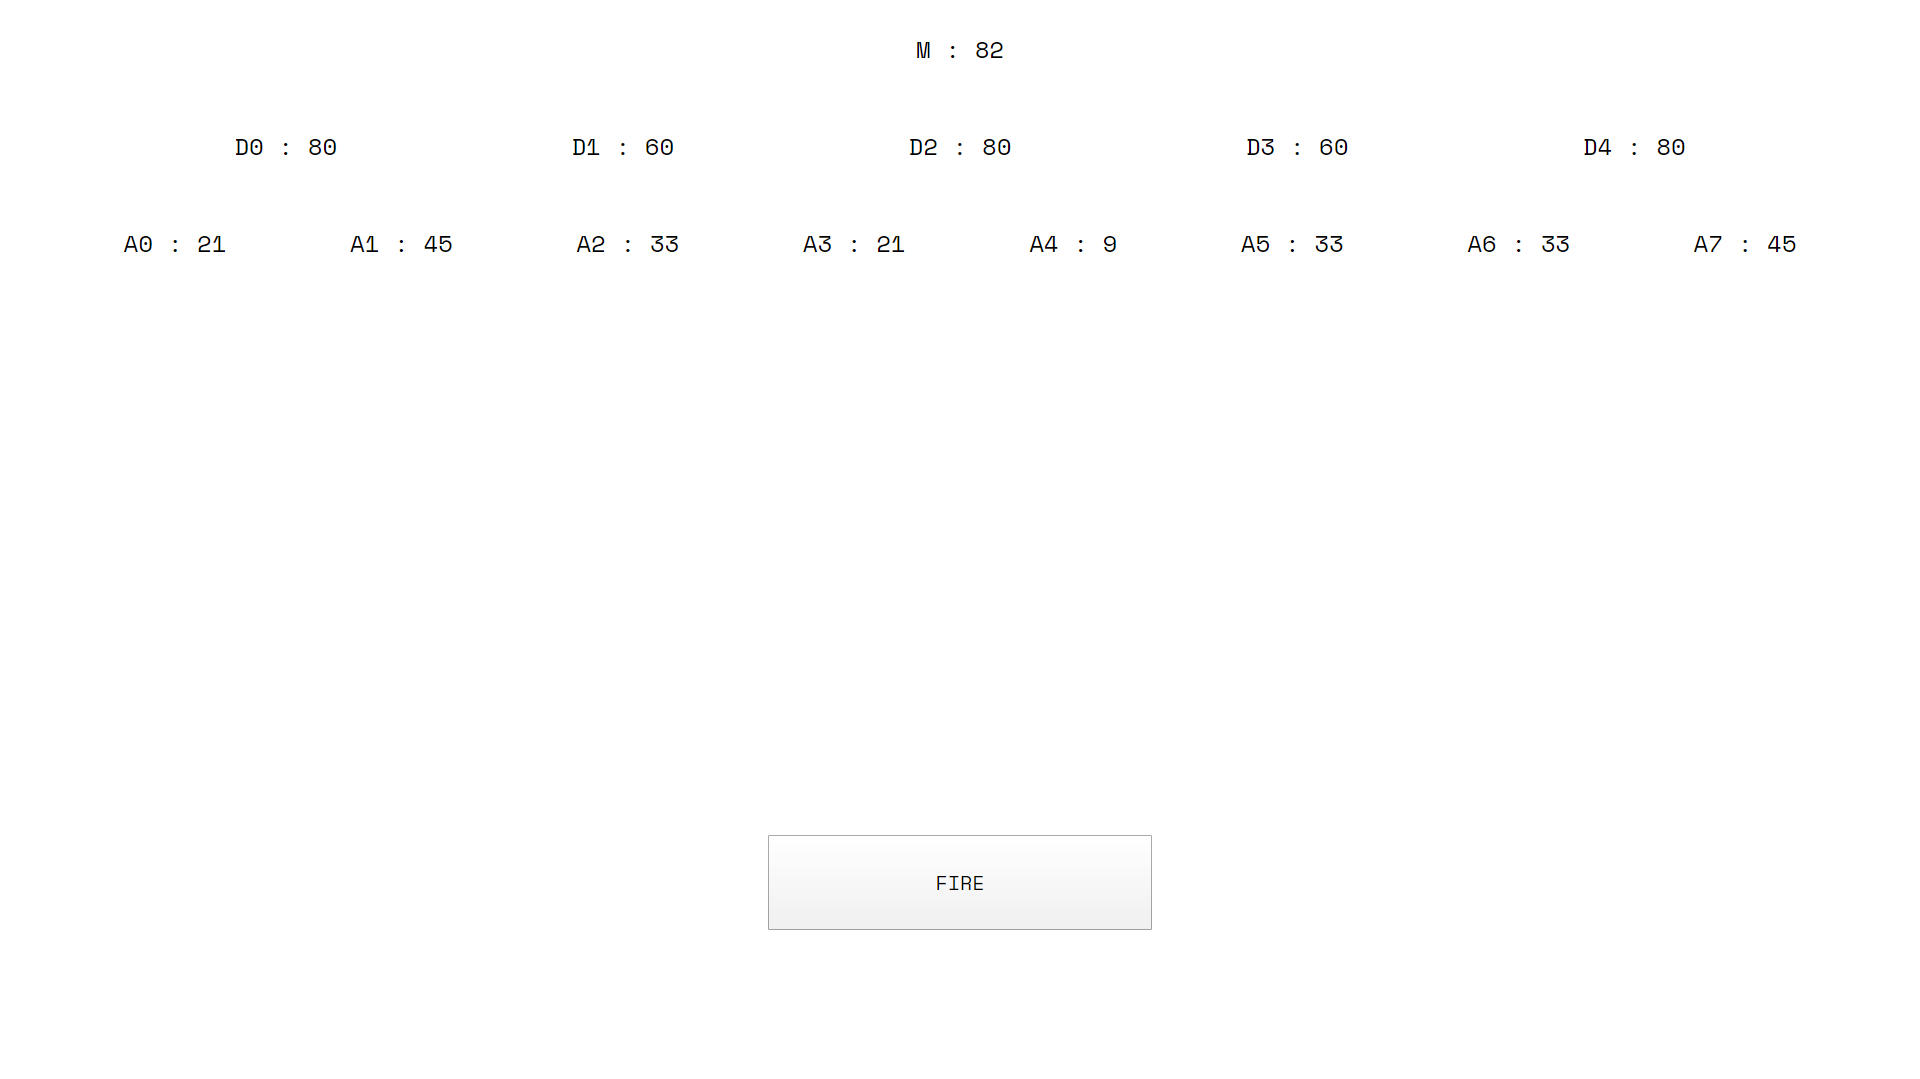 M : 82
D0 : 80 D1 : 60 D2 : 80 D3 : 60 D4 : 80
A0 : 21 A1 : 45 A2 : 33 A3 : 21 A4 : 9 A5 : 33 A6 : 33 A7 : 45
FIRE